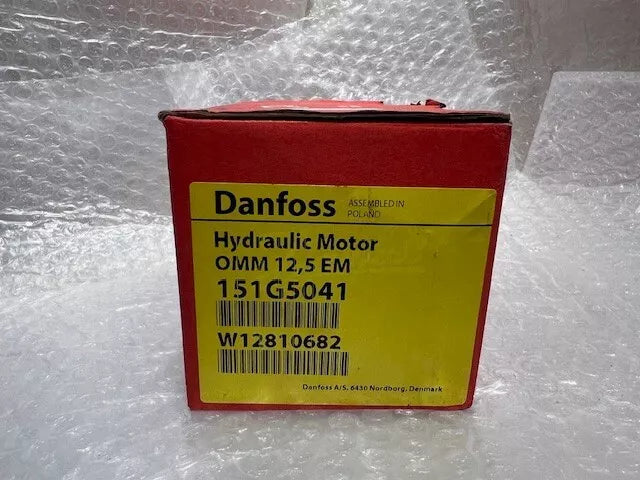 Danfoss
ASSEMBLED IN
POLAND
Hydraulic Motor
OMM 12,5 EM
151G5041
W12810682
Danfoss A/S, 6430 Nordborg, Denmark